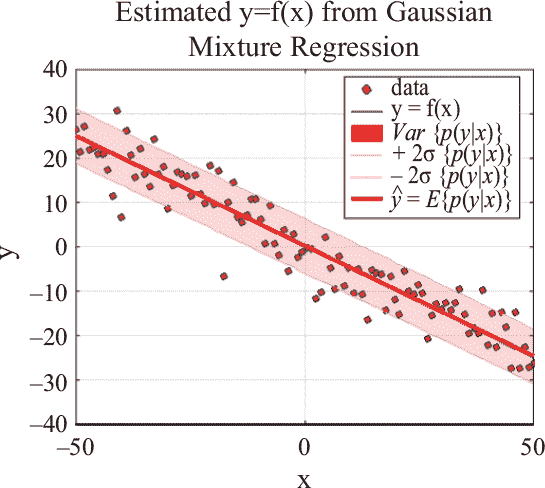 Estimated y=f(x) from Gaussian
Mixture Regression
40
30
20
10
0
−10
−20
−30
−40
y
data
y = f(x)
Var {p(y|x)}
+ 2σ {p(y|x)}
− 2σ {p(y|x)}
ŷ = E{p(y|x)}
−50
0
50
x